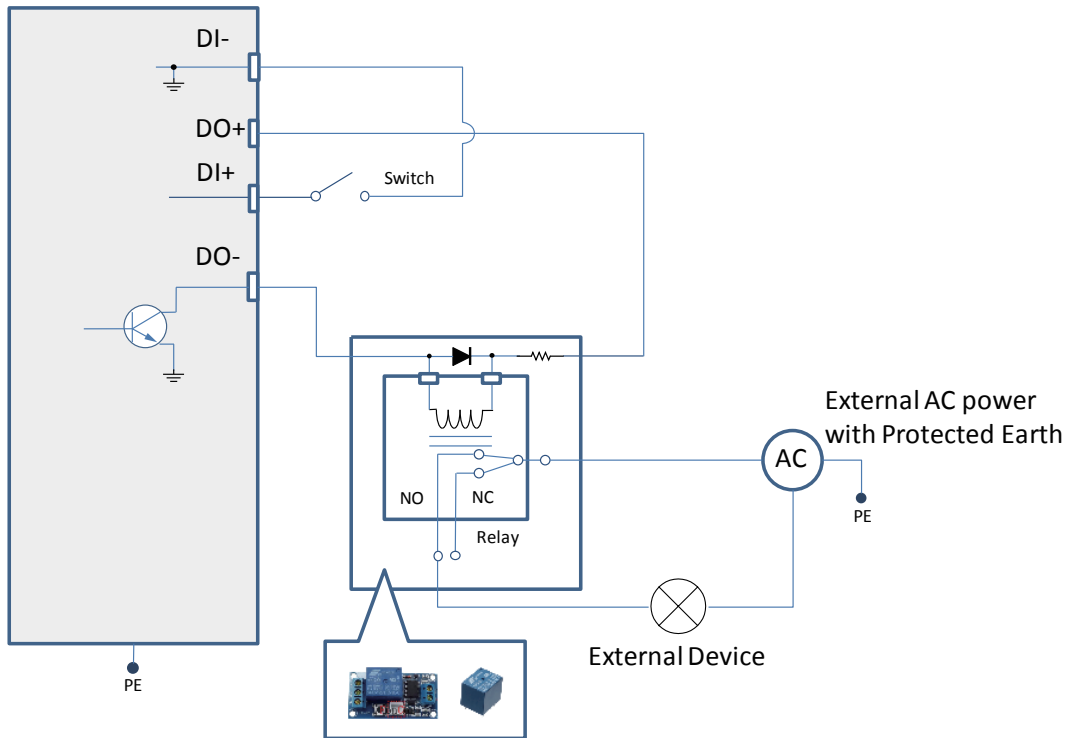 DI-
DO+
DI+
Switch
DO-
External AC power
with Protected Earth
AC
NO
NC
PE
Relay
External Device
PE